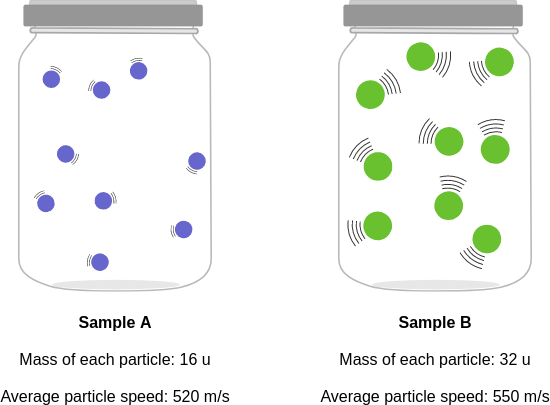 Sample A
Mass of each particle: 16 u
Average particle speed: 520 m/s
Sample B
Mass of each particle: 32 u
Average particle speed: 550 m/s